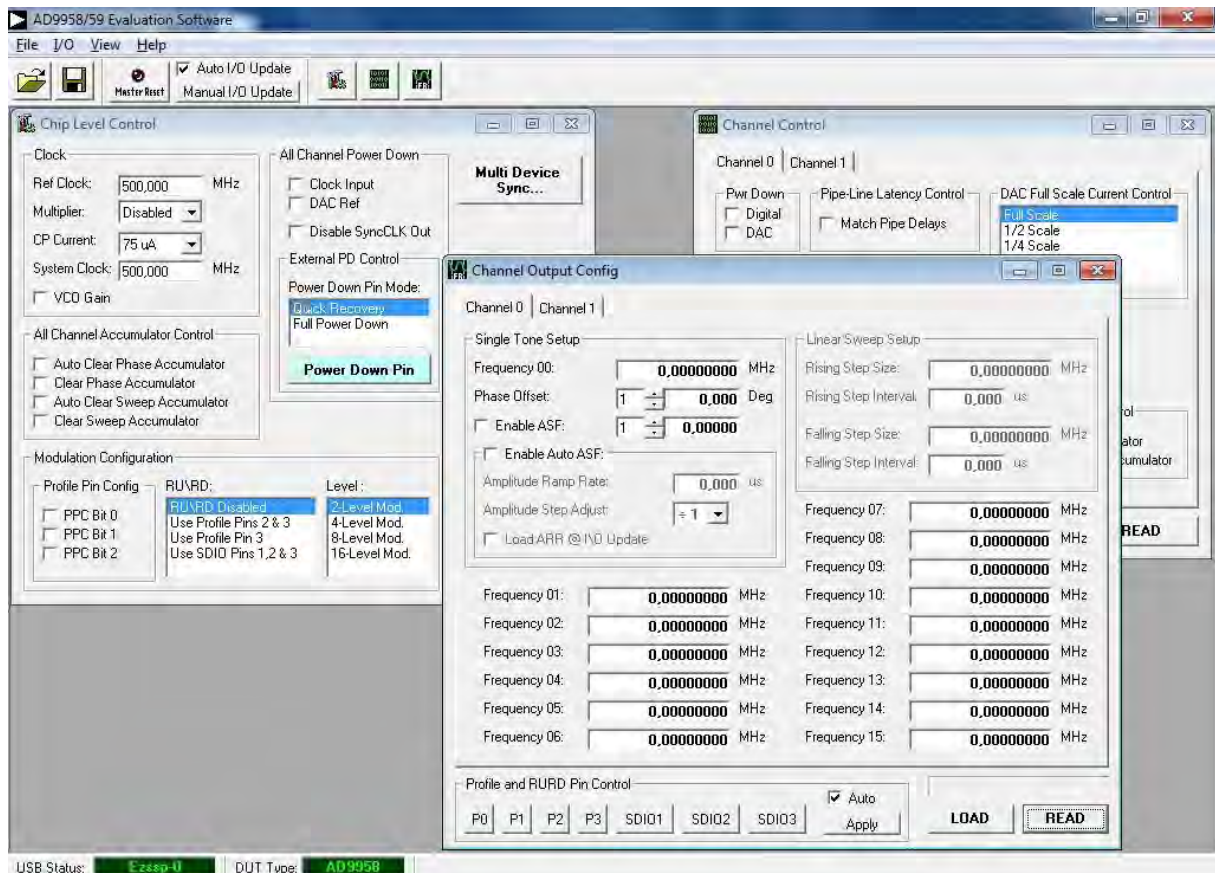 AD9958/59 Evaluation Software
File I/O View Help
Master Reset
Auto I/O Update
Manual I/O Update
Chip Level Control
Clock
Ref Clock: 500,000 MHz
Multiplier: Disabled
CP Current: 75 uA
System Clock: 500,000 MHz
VCO Gain
All Channel Accumulator Control
Auto Clear Phase Accumulator
Clear Phase Accumulator
Auto Clear Sweep Accumulator
Clear Sweep Accumulator
All Channel Power Down
Clock Input
DAC Ref
Disable SyncCLK Out
External PD Control
Power Down Pin Mode:
Quick Recovery
Full Power Down
Power Down Pin
Multi Device
Sync...
Modulation Configuration
Profile Pin Config
PPC Bit 0
PPC Bit 1
PPC Bit 2
RU\RD:
RU\RD Disabled
Use Profile Pins 2 & 3
Use Profile Pin 3
Use SDIO Pins 1,2 & 3
Level :
2-Level Mod.
4-Level Mod.
8-Level Mod.
16-Level Mod.
Channel Control
Channel 0 Channel 1
Pwr Down
Digital
DAC
Pipe-Line Latency Control
Match Pipe Delays
DAC Full Scale Current Control
Full Scale
1/2 Scale
1/4 Scale
ol
ator
cumulator
READ
Channel Output Config
Channel 0 Channel 1
Single Tone Setup
Frequency 00: 0,00000000 MHz
Phase Offset: 1 0,000 Deg
Enable ASF: 1 0,00000
Enable Auto ASF:
Amplitude Ramp Rate: 0,000 us
Amplitude Step Adjust: ÷ 1
Load ARR @ I\O Update
Linear Sweep Setup
Rising Step Size: 0,00000000 MHz
Rising Step Interval: 0,000 us
Falling Step Size: 0,00000000 MHz
Falling Step Interval: 0,000 us
Frequency 01: 0,00000000 MHz
Frequency 02: 0,00000000 MHz
Frequency 03: 0,00000000 MHz
Frequency 04: 0,00000000 MHz
Frequency 05: 0,00000000 MHz
Frequency 06: 0,00000000 MHz
Frequency 07: 0,00000000 MHz
Frequency 08: 0,00000000 MHz
Frequency 09: 0,00000000 MHz
Frequency 10: 0,00000000 MHz
Frequency 11: 0,00000000 MHz
Frequency 12: 0,00000000 MHz
Frequency 13: 0,00000000 MHz
Frequency 14: 0,00000000 MHz
Frequency 15: 0,00000000 MHz
Profile and RURD Pin Control
P0 P1 P2 P3 SDIO1 SDIO2 SDIO3
Auto
Apply
LOAD READ
USB Status: Ezssp-0 DUT Type: AD9958